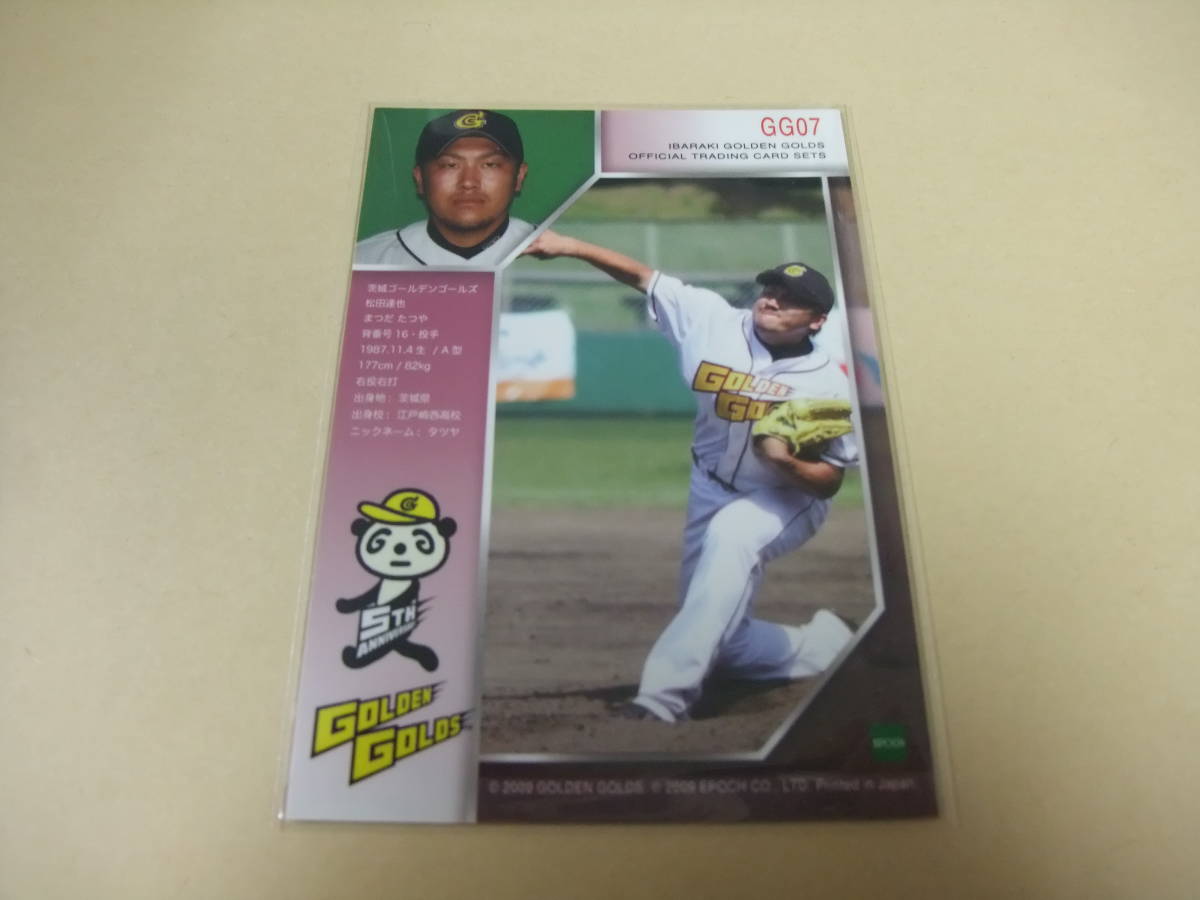 GG07
IBARAKI GOLDEN GOLDS
OFFICIAL TRADING CARD SETS
茨城ゴールデンゴールズ
松田達也
まつだ たつや
背番号16・投手
1987.11.4生 / A型
177cm / 82kg
右投右打
出身地： 茨城県
出身校： 江戸崎西高校
ニックネーム： タツヤ
GOLDEN
GO
5TH
ANNIVERSARY
GOLDEN
GOLDS
EPOCH
© 2009 GOLDEN GOLDS. © 2009 EPOCH CO., LTD. Printed in Japan.